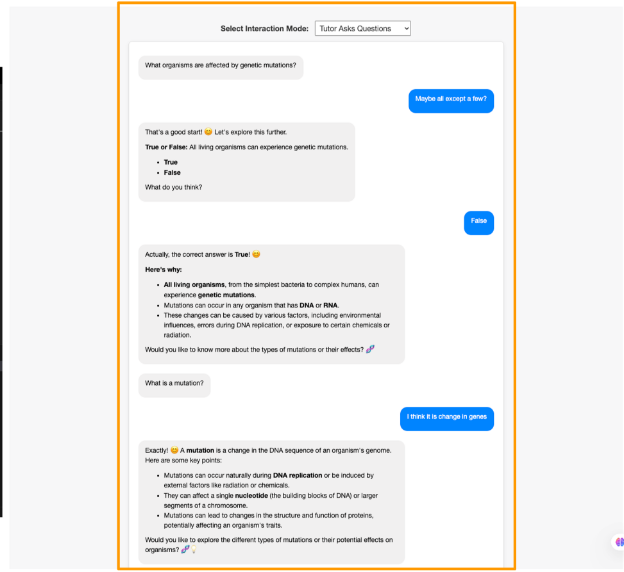 Select Interaction Mode: Tutor Asks Questions
What organisms are affected by genetic mutations?
Maybe all except a few?
That's a good start! 😊 Let's explore this further.
True or False: All living organisms can experience genetic mutations.
• True
• False
What do you think?
False
Actually, the correct answer is True! 😊
Here's why:
• All living organisms, from the simplest bacteria to complex humans, can
experience genetic mutations.
• Mutations can occur in any organism that has DNA or RNA.
• These changes can be caused by various factors, including environmental
influences, errors during DNA replication, or exposure to certain chemicals or
radiation.
Would you like to know more about the types of mutations or their effects? 🧬
What is a mutation?
I think it is change in genes
Exactly! 😊 A mutation is a change in the DNA sequence of an organism's genome.
Here are some key points:
• Mutations can occur naturally during DNA replication or be induced by
external factors like radiation or chemicals.
• They can affect a single nucleotide (the building blocks of DNA) or larger
segments of a chromosome.
• Mutations can lead to changes in the structure and function of proteins,
potentially affecting an organism's traits.
Would you like to explore the different types of mutations or their potential effects on
organisms? 🧬💡